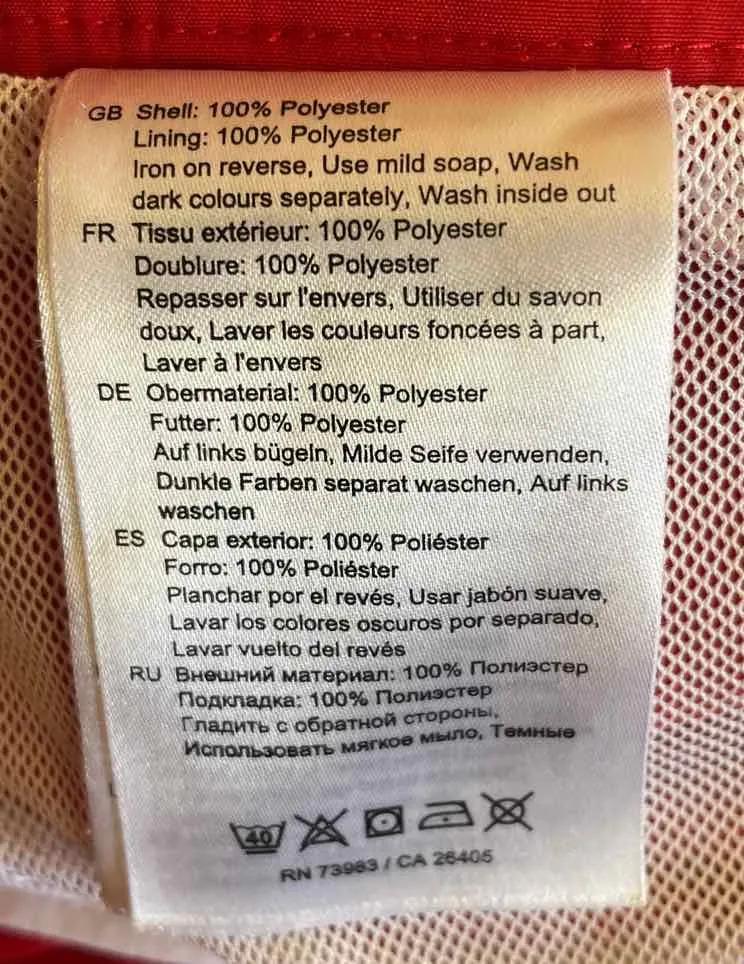 GB Shell: 100% Polyester
Lining: 100% Polyester
Iron on reverse, Use mild soap, Wash
dark colours separately, Wash inside out
FR Tissu extérieur: 100% Polyester
Doublure: 100% Polyester
Repasser sur l'envers, Utiliser du savon
doux, Laver les couleurs foncées à part,
Laver à l'envers
DE Obermaterial: 100% Polyester
Futter: 100% Polyester
Auf links bügeln, Milde Seife verwenden,
Dunkle Farben separat waschen, Auf links
waschen
ES Capa exterior: 100% Poliéster
Forro: 100% Poliéster
Planchar por el revés, Usar jabón suave,
Lavar los colores oscuros por separado,
Lavar vuelto del revés
RU Внешний материал: 100% Полиэстер
Подкладка: 100% Полиэстер
Гладить с обратной стороны,
Использовать мягкое мыло, Темные
40
RN 73983 / CA 26405